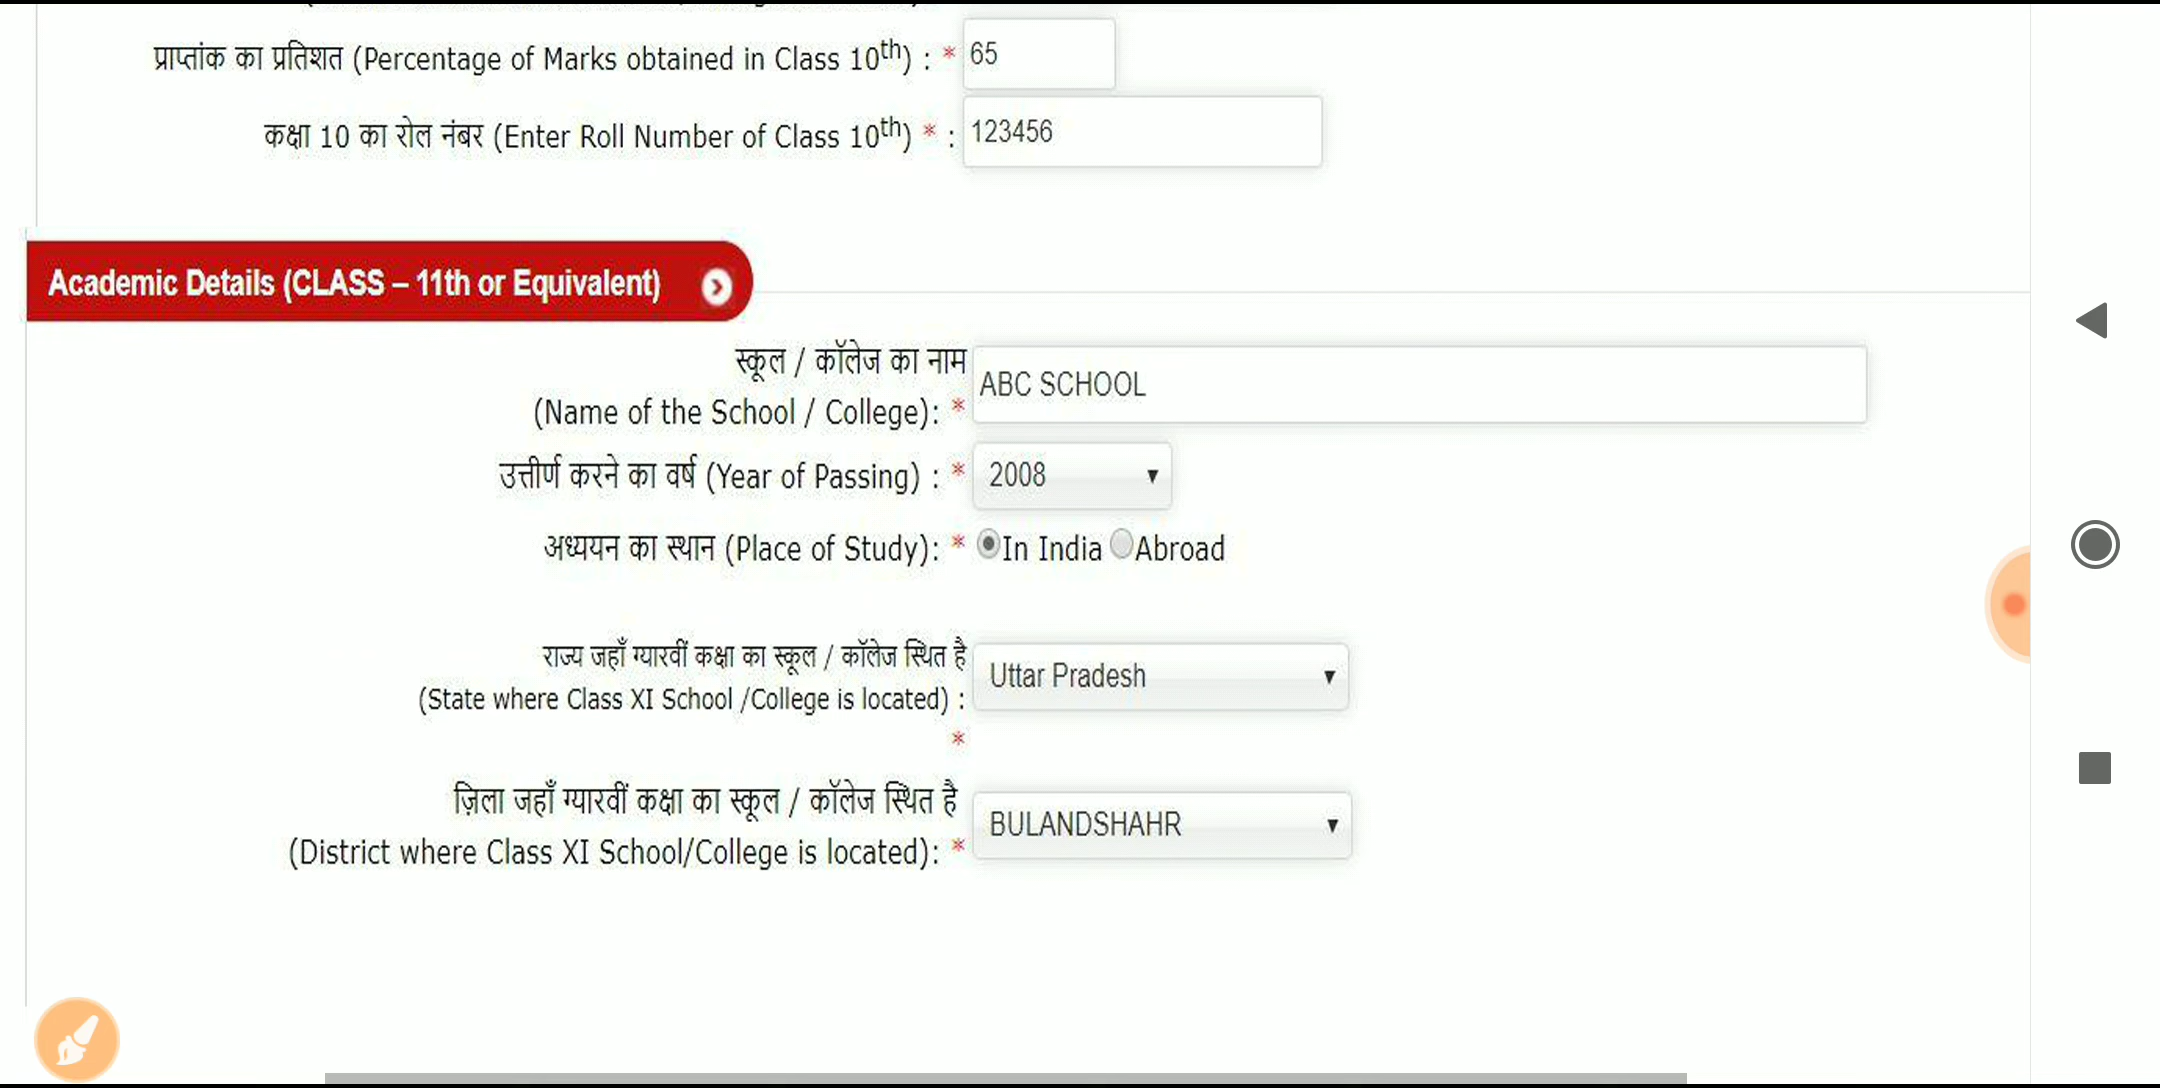 प्राप्तांक का प्रतिशत (Percentage of Marks obtained in Class 10th) : * 65
कक्षा 10 का रोल नंबर (Enter Roll Number of Class 10th) * : 123456
Academic Details (CLASS – 11th or Equivalent)
स्कूल / कॉलेज का नाम
(Name of the School / College): * ABC SCHOOL
उत्तीर्ण करने का वर्ष (Year of Passing) : * 2008
अध्ययन का स्थान (Place of Study): * In India Abroad
राज्य जहाँ ग्यारवीं कक्षा का स्कूल / कॉलेज स्थित है
(State where Class XI School /College is located) : Uttar Pradesh
*
ज़िला जहाँ ग्यारवीं कक्षा का स्कूल / कॉलेज स्थित है
(District where Class XI School/College is located): * BULANDSHAHR